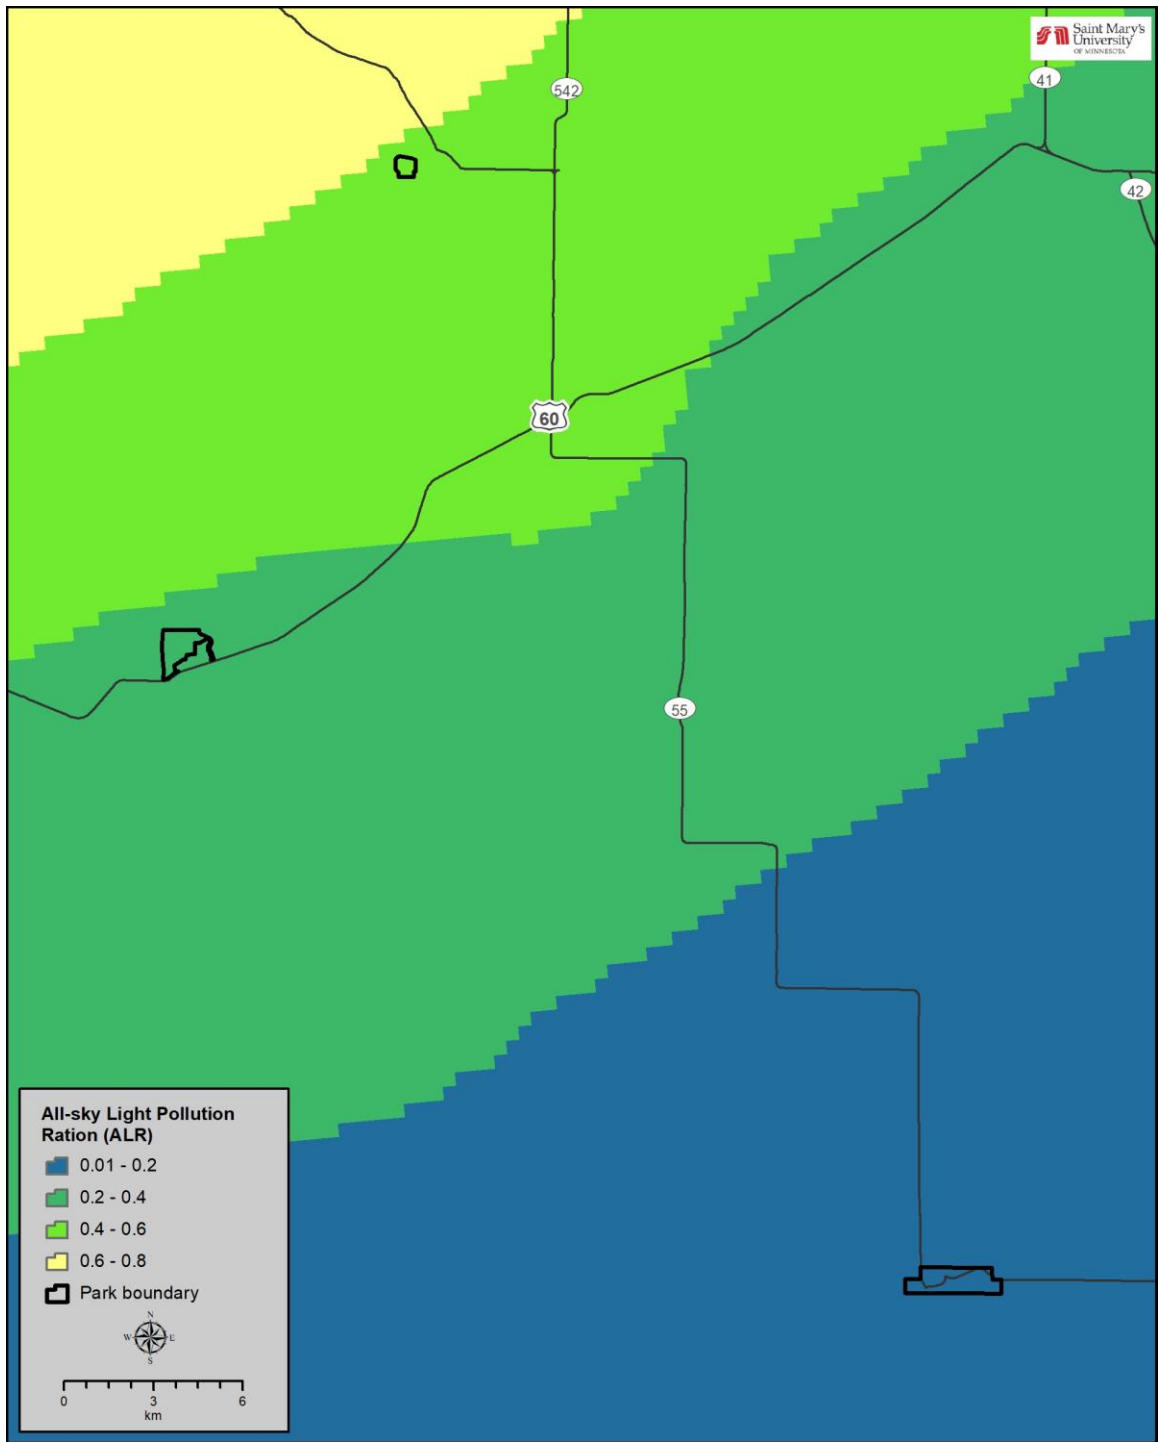 Saint Mary's
University
OF MINNESOTA
542
41
42
60
55
All-sky Light Pollution
Ration (ALR)
0.01 - 0.2
0.2 - 0.4
0.4 - 0.6
0.6 - 0.8
Park boundary
N
W E
S
0 3 6
km